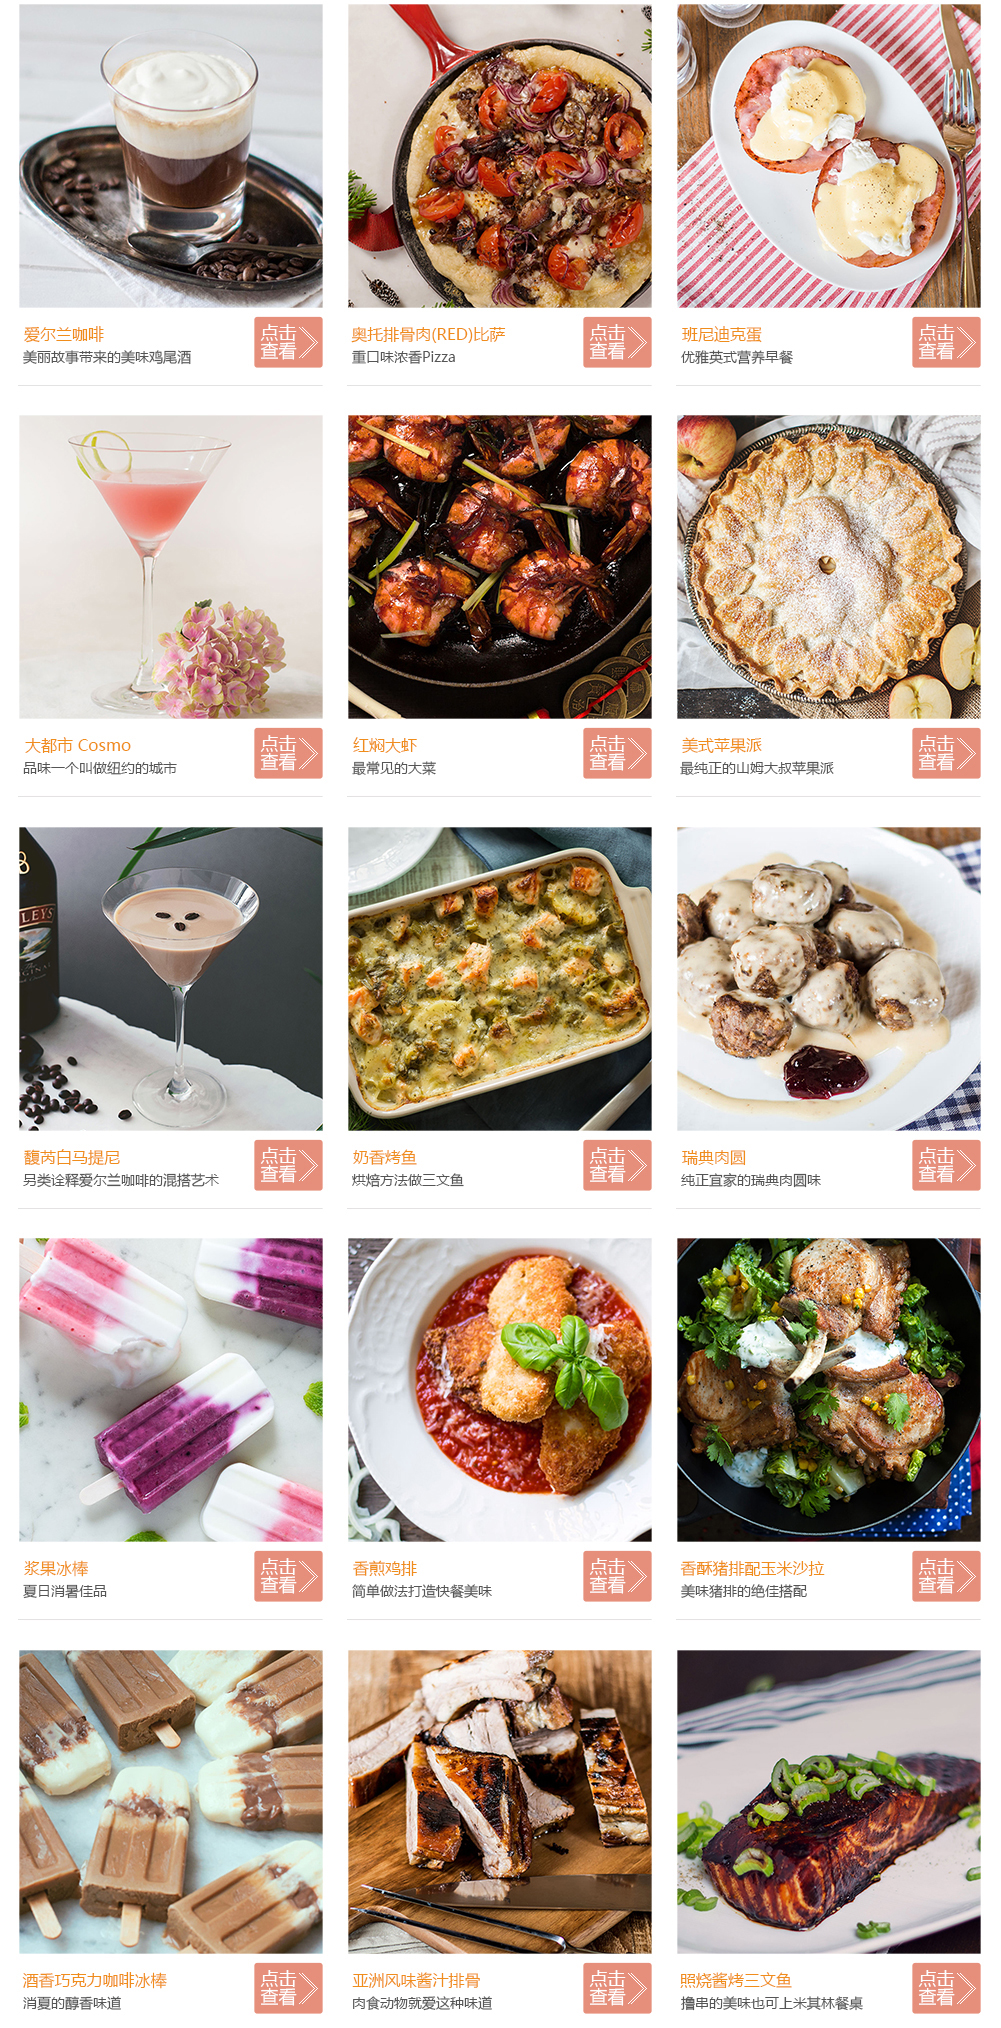 爱尔兰咖啡
美丽故事带来的美味鸡尾酒
点击
查看
奥托排骨肉(RED)比萨
重口味浓香Pizza
点击
查看
班尼迪克蛋
优雅英式营养早餐
点击
查看
大都市 Cosmo
品味一个叫做纽约的城市
点击
查看
红焖大虾
最常见的大菜
点击
查看
美式苹果派
最纯正的山姆大叔苹果派
点击
查看
LEYS
馥芮白马提尼
另类诠释爱尔兰咖啡的混搭艺术
点击
查看
奶香烤鱼
烘焙方法做三文鱼
点击
查看
瑞典肉圆
纯正宜家的瑞典肉圆味
点击
查看
浆果冰棒
夏日消暑佳品
点击
查看
香煎鸡排
简单做法打造快餐美味
点击
查看
香酥猪排配玉米沙拉
美味猪排的绝佳搭配
点击
查看
酒香巧克力咖啡冰棒
消夏的醇香味道
点击
查看
亚洲风味酱汁排骨
肉食动物就爱这种味道
点击
查看
照烧酱烤三文鱼
撸串的美味也可上米其林餐桌
点击
查看